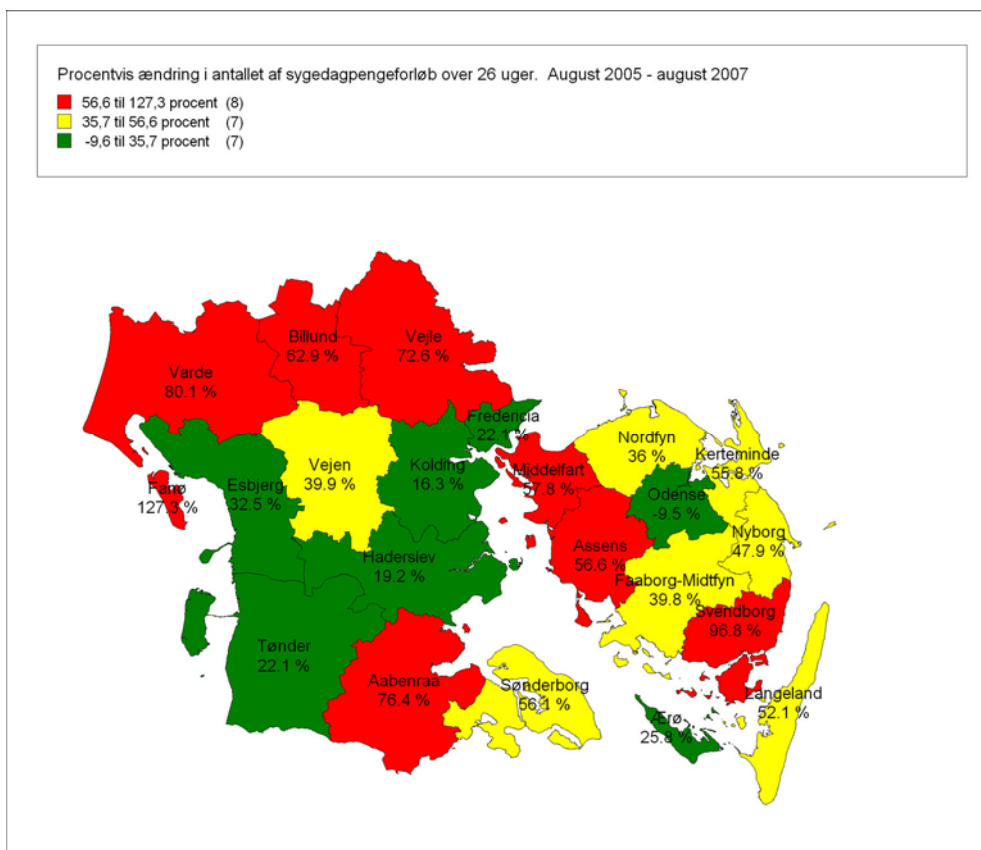 Procentvis ændring i antallet af sygedagpengeforløb over 26 uger.  August 2005 - august 2007
56,6 til 127,3 procent (8)
35,7 til 56,6 procent (7)
-9,6 til 35,7 procent (7)
Billund
62.9 %
Vejle
72.6 %
Varde
80.1 %
Fredericia
22.1 %
Nordfyn
36 %
Kerteminde
55.8 %
Vejen
39.9 %
Kolding
16.3 %
Middelfart
57.8 %
Fanø
127.3 %
Esbjerg
32.5 %
Odense
-9.5 %
Nyborg
47.9 %
Haderslev
19.2 %
Assens
56.6 %
Faaborg-Midtfyn
39.8 %
Svendborg
96.8 %
Tønder
22.1 %
Aabenraa
76.4 %
Sønderborg
56.1 %
Langeland
52.1 %
Ærø
25.8 %